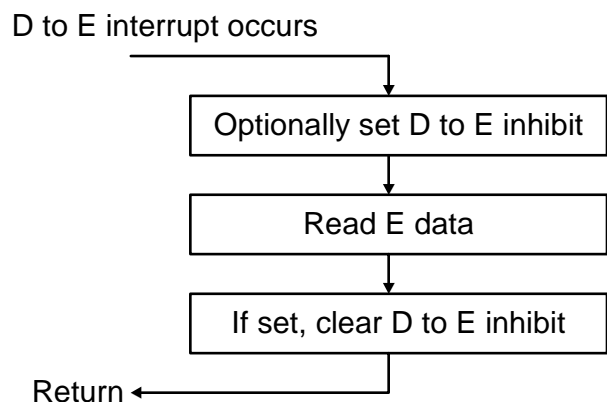 D to E interrupt occurs
Optionally set D to E inhibit
Read E data
If set, clear D to E inhibit
Return